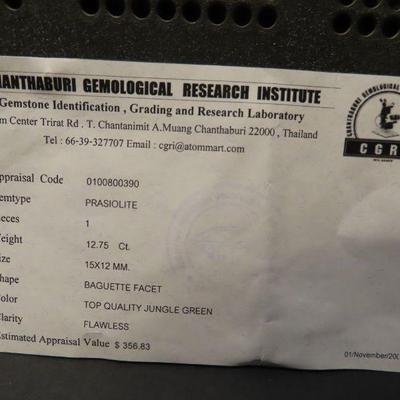 HANTHABURI GEMOLOGICAL RESEARCH INSTITUTE
Gemstone Identification , Grading and Research Laboratory
m Center Trirat Rd . T. Chantanimit A.Muang Chanthaburi 22000 , Thailand
Tel : 66-39-327707 Email : cgri@atommart.com
CGRI
ppraisal Code 0100800390
emtype PRASIOLITE
ieces 1
eight 12.75 Ct.
ize 15X12 MM.
hape BAGUETTE FACET
olor TOP QUALITY JUNGLE GREEN
larity FLAWLESS
Estimated Appraisal Value $ 356.83
01/November/200